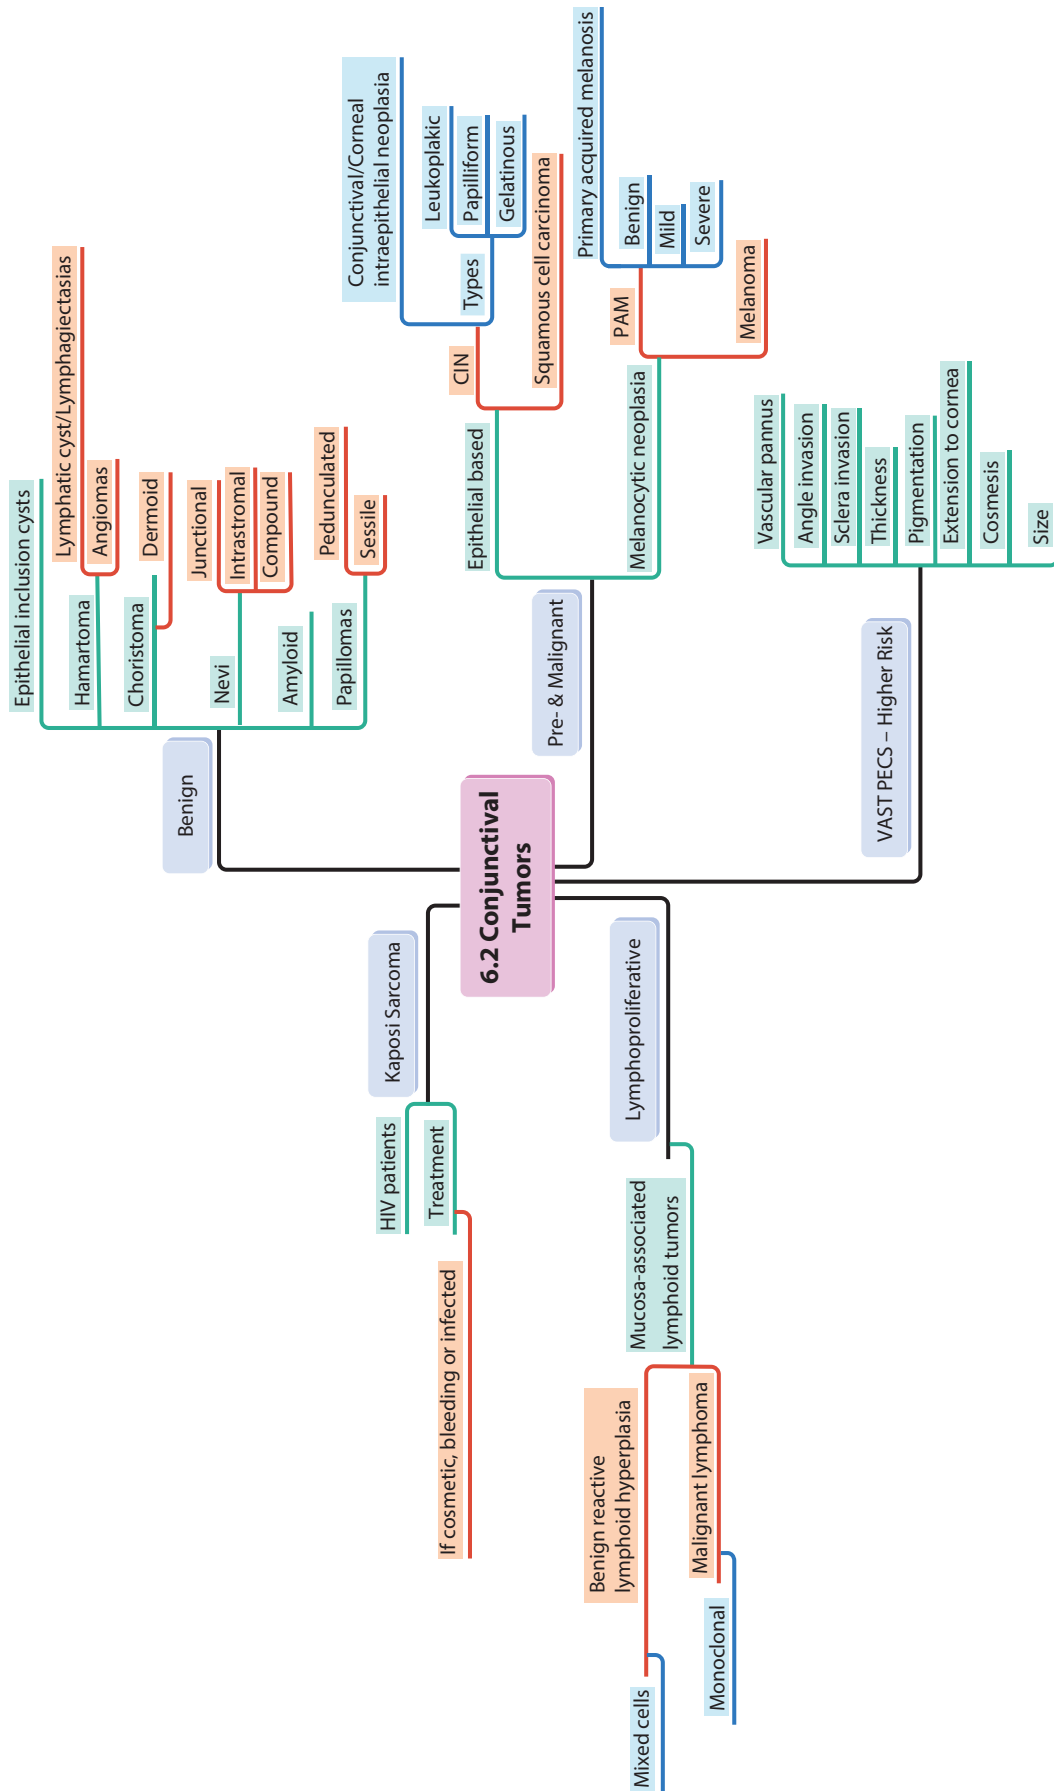 6.2 Conjunctival
Tumors
Benign
Epithelial inclusion cysts
Hamartoma
Lymphatic cyst/Lymphagiectasias
Angiomas
Choristoma
Dermoid
Nevi
Junctional
Intrastromal
Compound
Amyloid
Papillomas
Pedunculated
Sessile
Pre- & Malignant
Epithelial based
CIN
Conjunctival/Corneal
intraepithelial neoplasia
Types
Leukoplakic
Papilliform
Gelatinous
Squamous cell carcinoma
Melanocytic neoplasia
PAM
Primary acquired melanosis
Benign
Mild
Severe
Melanoma
VAST PECS – Higher Risk
Vascular pannus
Angle invasion
Sclera invasion
Thickness
Pigmentation
Extension to cornea
Cosmesis
Size
Kaposi Sarcoma
HIV patients
Treatment
If cosmetic, bleeding or infected
Lymphoproliferative
Mucosa-associated
lymphoid tumors
Benign reactive
lymphoid hyperplasia
Mixed cells
Malignant lymphoma
Monoclonal